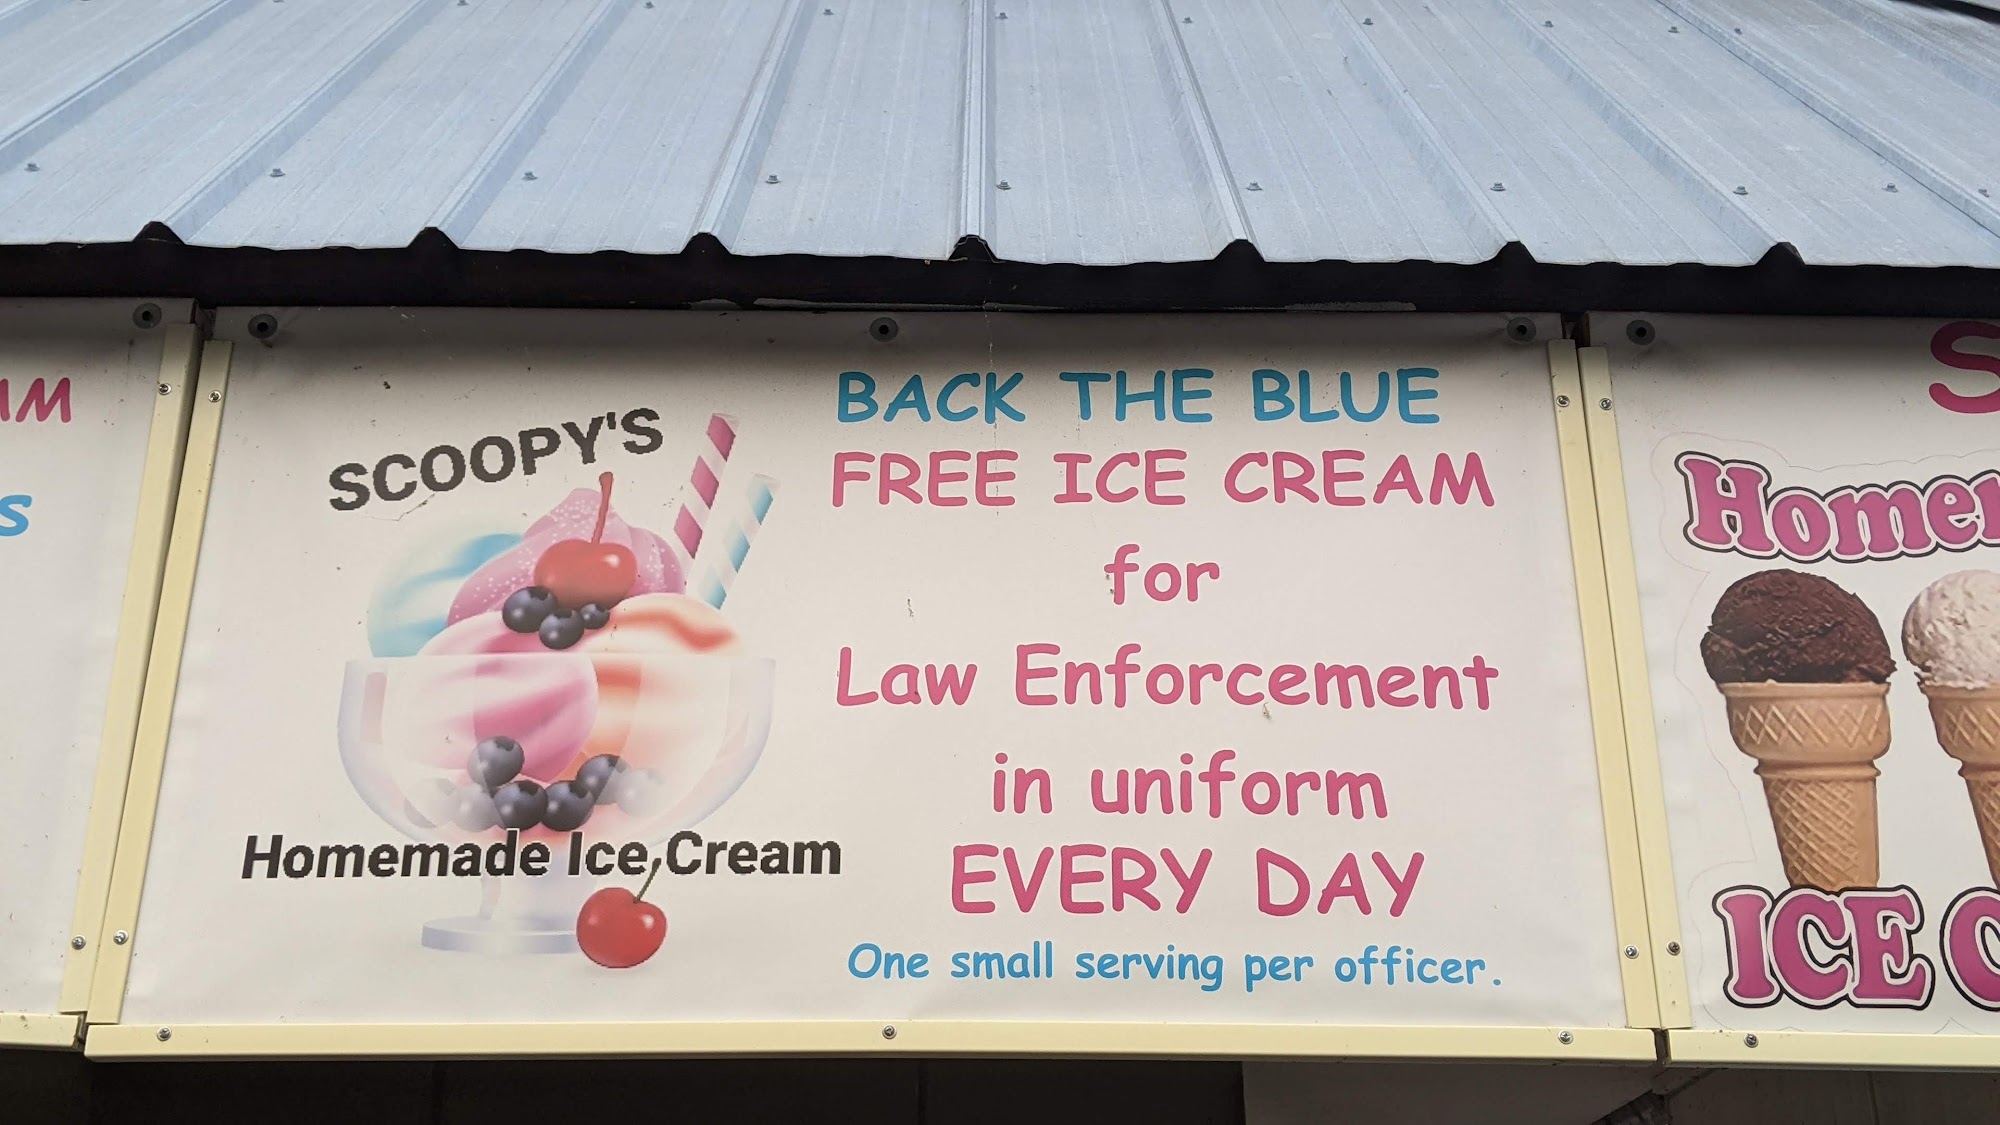 SCOOPY'S
Homemade Ice Cream
BACK THE BLUE
FREE ICE CREAM
for
Law Enforcement
in uniform
EVERY DAY
One small serving per officer.
ICE